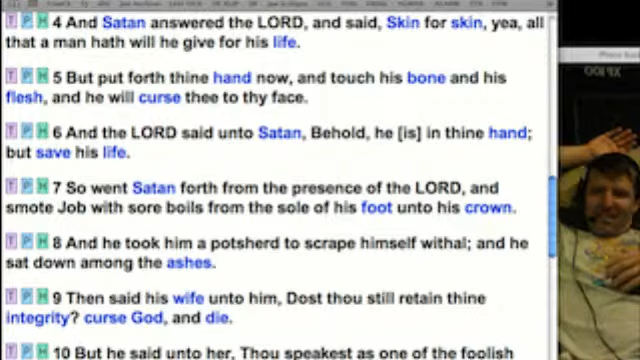 4 And Satan answered the LORD, and said, Skin for skin, yea, all
that a man hath will he give for his life.
T P H 5 But put forth thine hand now, and touch his bone and his
flesh, and he will curse thee to thy face.
T P H 6 And the LORD said unto Satan, Behold, he [is] in thine hand;
but save his life.
T P H 7 So went Satan forth from the presence of the LORD, and
smote Job with sore boils from the sole of his foot unto his crown.
T P H 8 And he took him a potsherd to scrape himself withal; and he
sat down among the ashes.
T P H 9 Then said his wife unto him, Dost thou still retain thine
integrity? curse God, and die.
T P H 10 But he said unto her, Thou speakest as one of the foolish